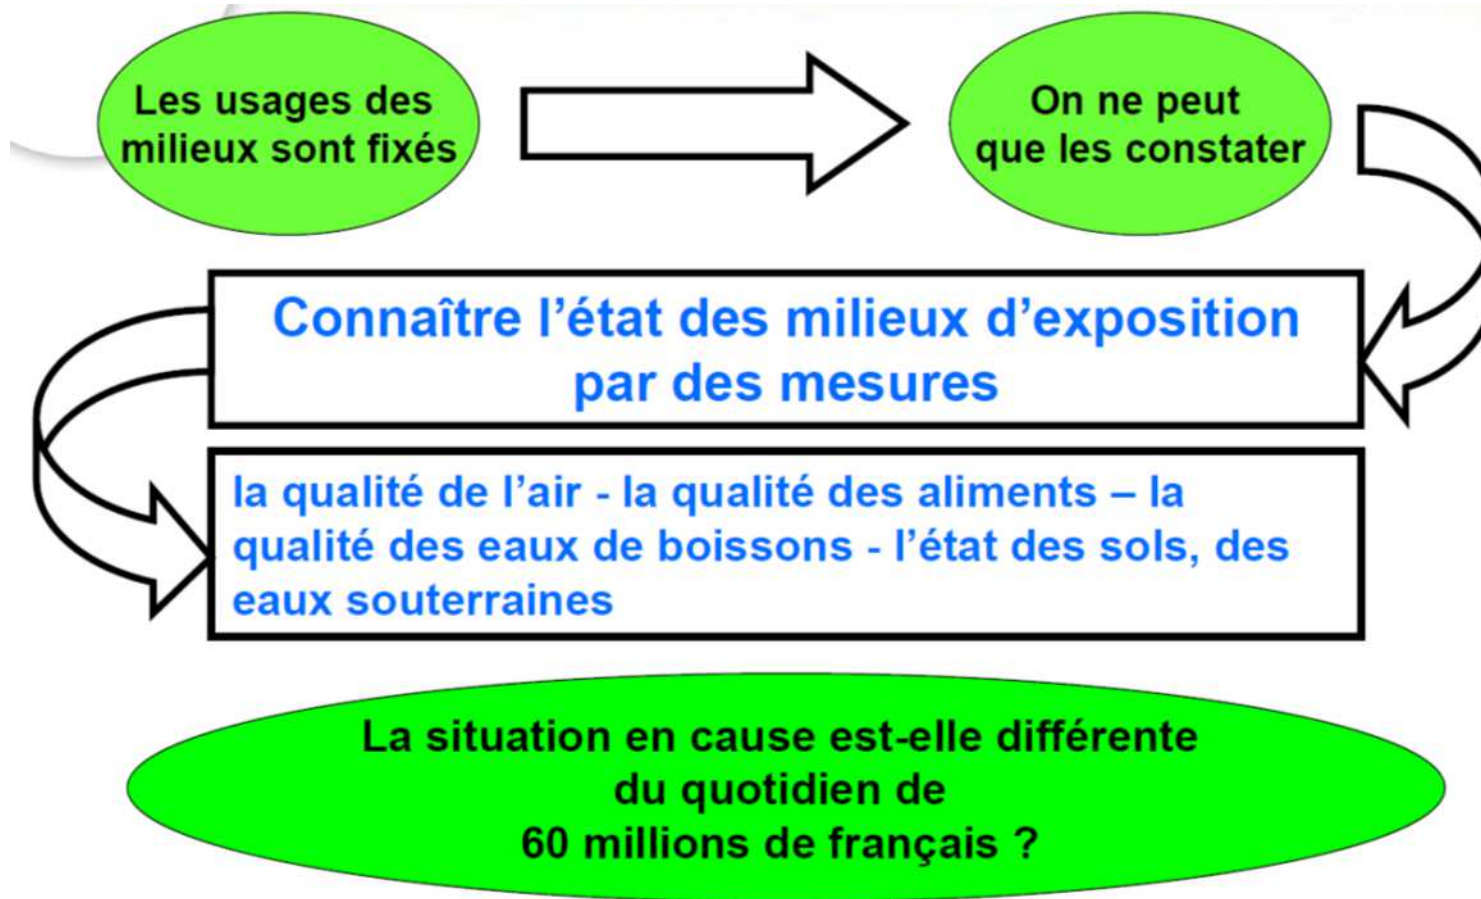 Les usages des
milieux sont fixés
On ne peut
que les constater
Connaître l’état des milieux d’exposition
par des mesures
la qualité de l’air - la qualité des aliments – la
qualité des eaux de boissons - l’état des sols, des
eaux souterraines
La situation en cause est-elle différente
du quotidien de
60 millions de français ?